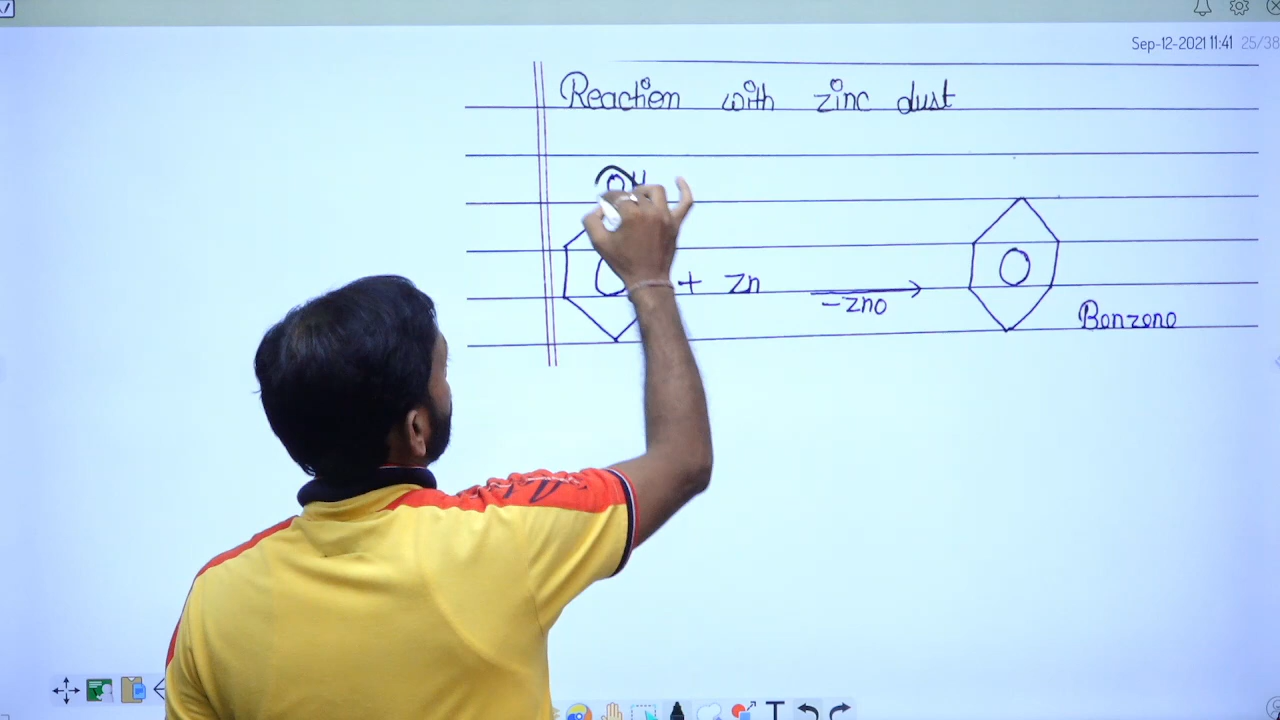 Sep-12-2021 11:41 25/38
Reaction with zinc dust
OH
+ Zn
-zno
Benzene
T